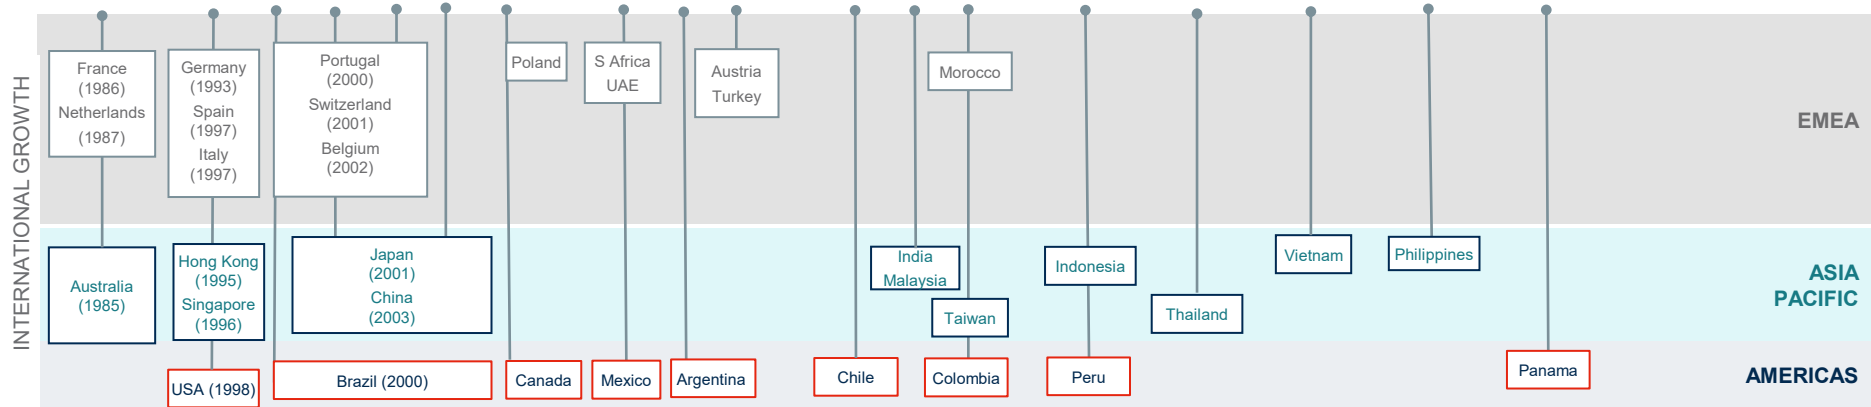 INTERNATIONAL GROWTH
France
(1986)
Netherlands
(1987)
Germany
(1993)
Spain
(1997)
Italy
(1997)
Portugal
(2000)
Switzerland
(2001)
Belgium
(2002)
Poland
S Africa
UAE
Austria
Turkey
Morocco
EMEA
Australia
(1985)
Hong Kong
(1995)
Singapore
(1996)
Japan
(2001)
China
(2003)
India
Malaysia
Taiwan
Indonesia
Thailand
Vietnam
Philippines
ASIA
PACIFIC
USA (1998)
Brazil (2000)
Canada
Mexico
Argentina
Chile
Colombia
Peru
Panama
AMERICAS